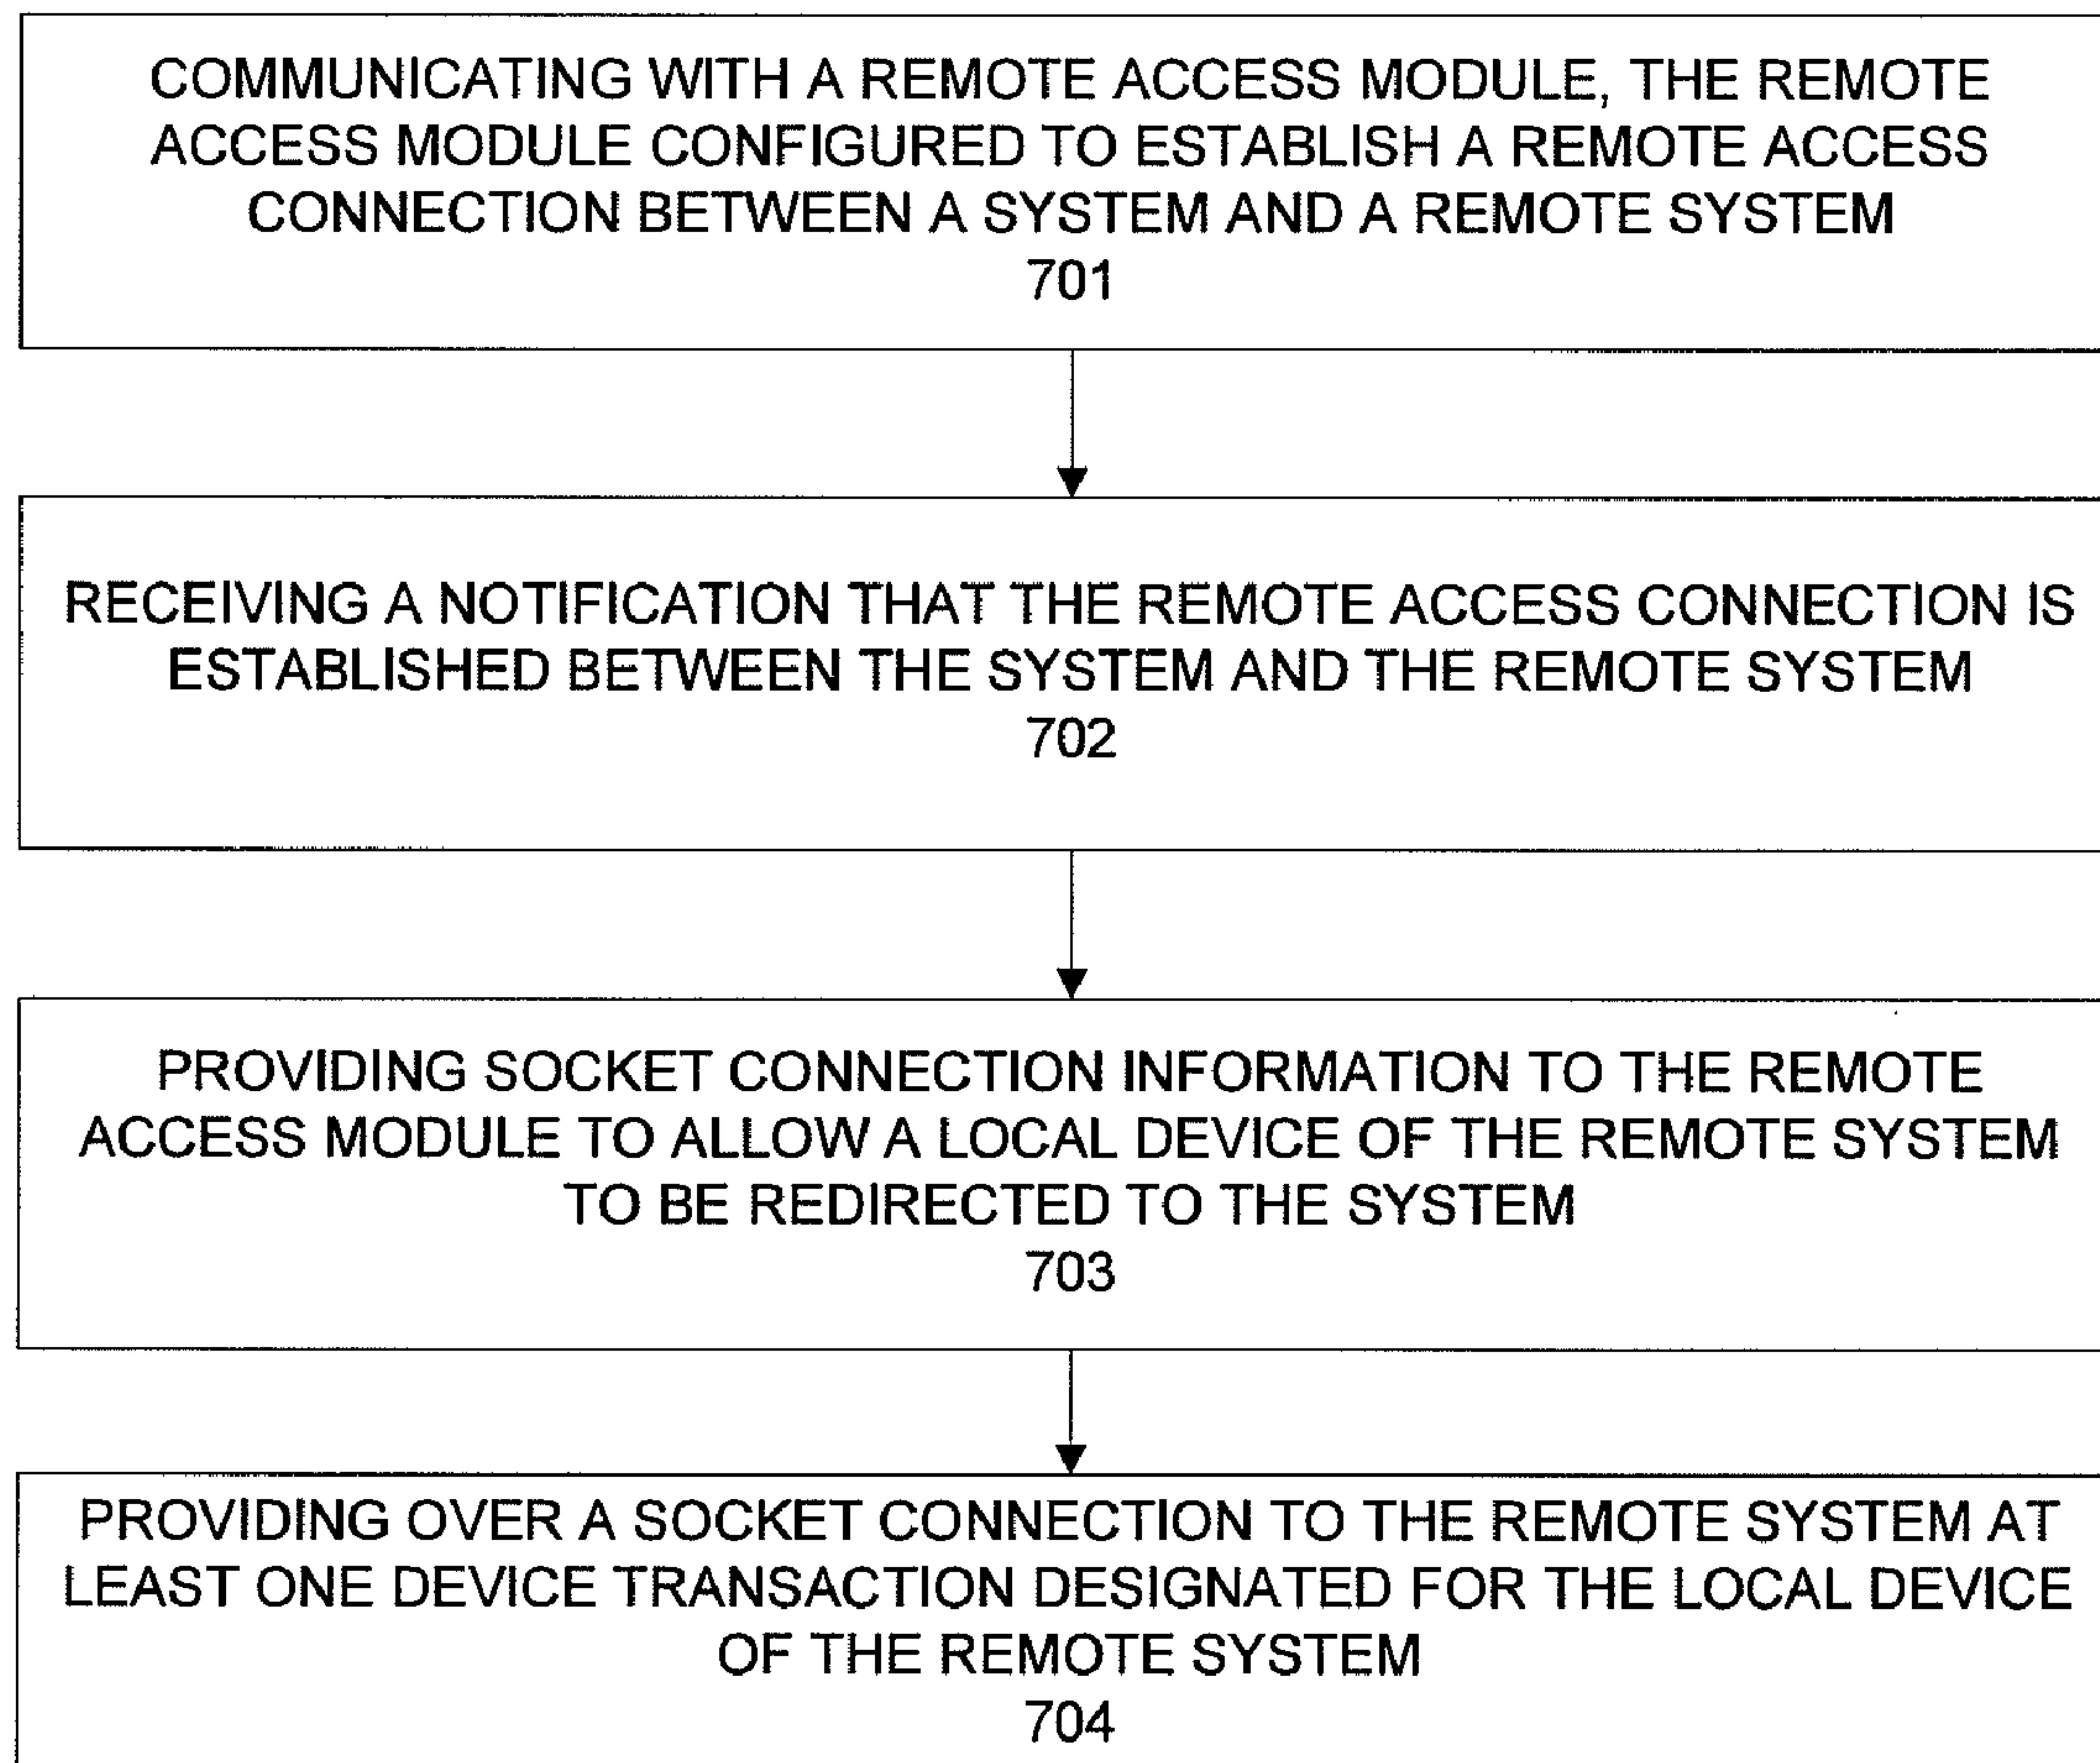 COMMUNICATING WITH A REMOTE ACCESS MODULE, THE REMOTE
ACCESS MODULE CONFIGURED TO ESTABLISH A REMOTE ACCESS
CONNECTION BETWEEN A SYSTEM AND A REMOTE SYSTEM
701
RECEIVING A NOTIFICATION THAT THE REMOTE ACCESS CONNECTION IS
ESTABLISHED BETWEEN THE SYSTEM AND THE REMOTE SYSTEM
702
PROVIDING SOCKET CONNECTION INFORMATION TO THE REMOTE
ACCESS MODULE TO ALLOW A LOCAL DEVICE OF THE REMOTE SYSTEM
TO BE REDIRECTED TO THE SYSTEM
703
PROVIDING OVER A SOCKET CONNECTION TO THE REMOTE SYSTEM AT
LEAST ONE DEVICE TRANSACTION DESIGNATED FOR THE LOCAL DEVICE
OF THE REMOTE SYSTEM
704